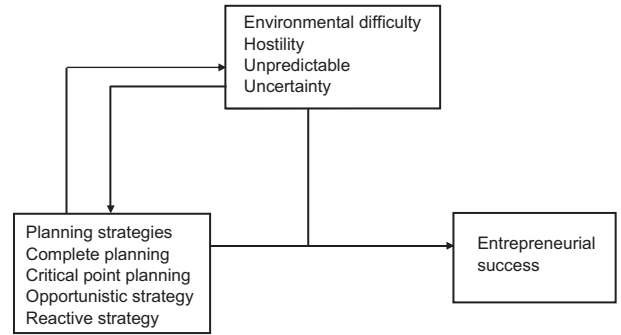 Environmental difficulty
Hostility
Unpredictable
Uncertainty
Planning strategies
Complete planning
Critical point planning
Opportunistic strategy
Reactive strategy
Entrepreneurial
success